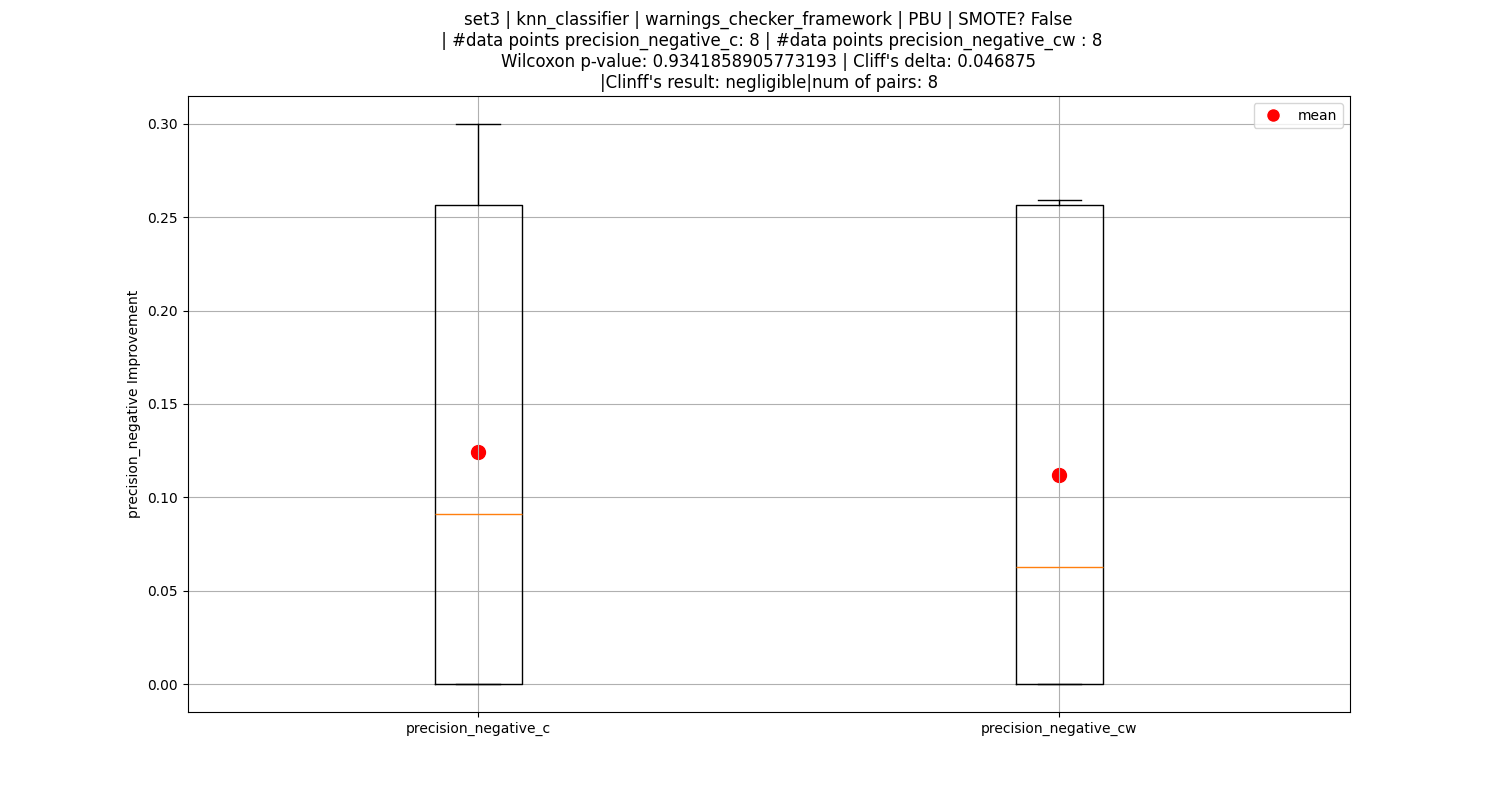 set3 | knn_classifier | warnings_checker_framework | PBU | SMOTE? False
| #data points precision_negative_c: 8 | #data points precision_negative_cw : 8
Wilcoxon p-value: 0.9341858905773193 | Cliff's delta: 0.046875
|Clinff's result: negligible|num of pairs: 8
mean
precision_negative Improvement
0.30
0.25
0.20
0.15
0.10
0.05
0.00
precision_negative_c
precision_negative_cw